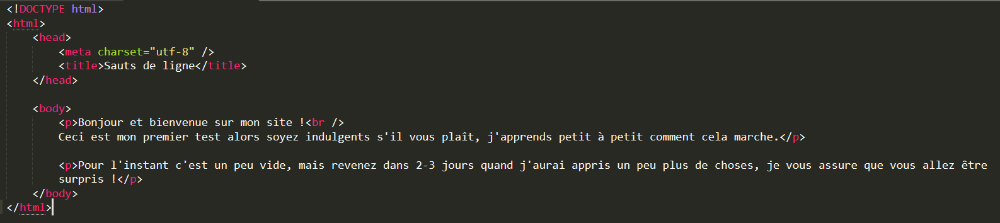 <!DOCTYPE html>
<html>
    <head>
        <meta charset="utf-8" />
        <title>Sauts de ligne</title>
    </head>

    <body>
        <p>Bonjour et bienvenue sur mon site !<br />
        Ceci est mon premier test alors soyez indulgents s'il vous plaît, j'apprends petit à petit comment cela marche.</p>

        <p>Pour l'instant c'est un peu vide, mais revenez dans 2-3 jours quand j'aurai appris un peu plus de choses, je vous assure que vous allez être
        surpris !</p>
    </body>
</html>